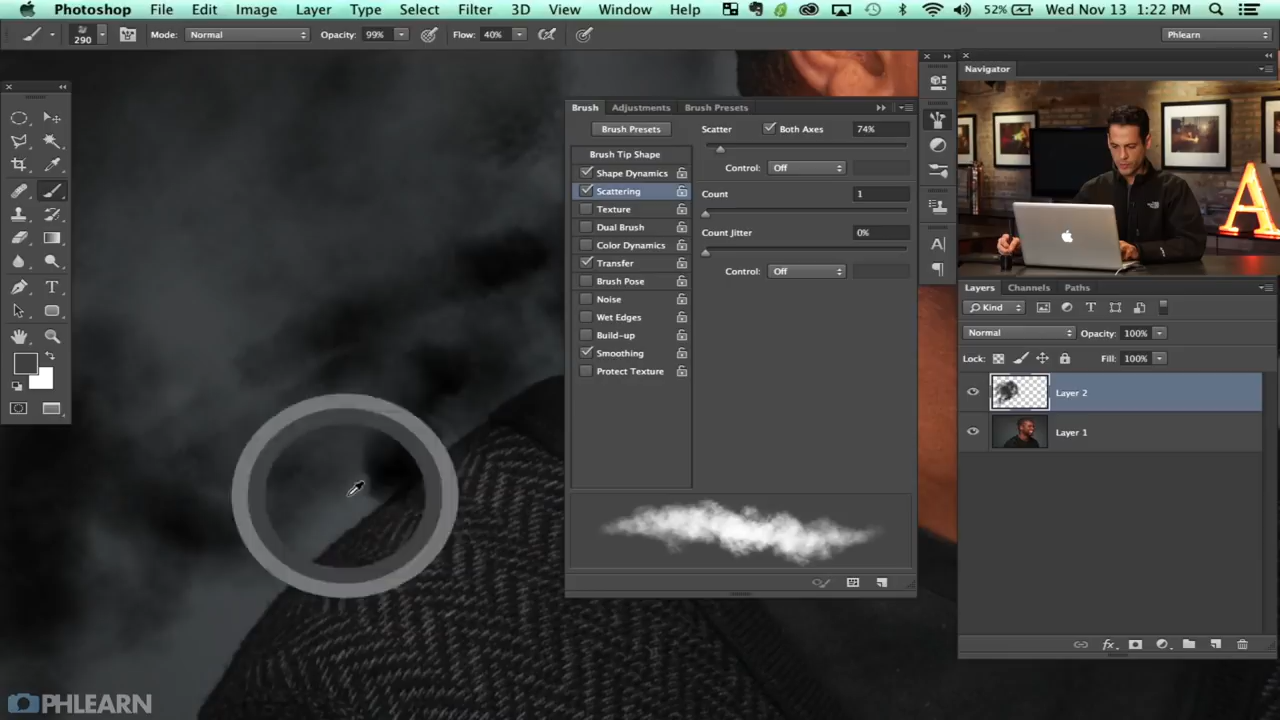 Photoshop File Edit Image Layer Type Select Filter 3D View Window Help 52% Wed Nov 13 1:22 PM
290 Mode: Normal Opacity: 99% Flow: 40% Phlearn
Brush Adjustments Brush Presets
Brush Presets
Brush Tip Shape
Shape Dynamics
Scattering
Texture
Dual Brush
Color Dynamics
Transfer
Brush Pose
Noise
Wet Edges
Build-up
Smoothing
Protect Texture
Scatter Both Axes 74%
Control: Off
Count 1
Count Jitter 0%
Control: Off
Navigator
A
Layers Channels Paths
Kind
Normal Opacity: 100%
Lock: Fill: 100%
Layer 2
Layer 1
PHLEARN